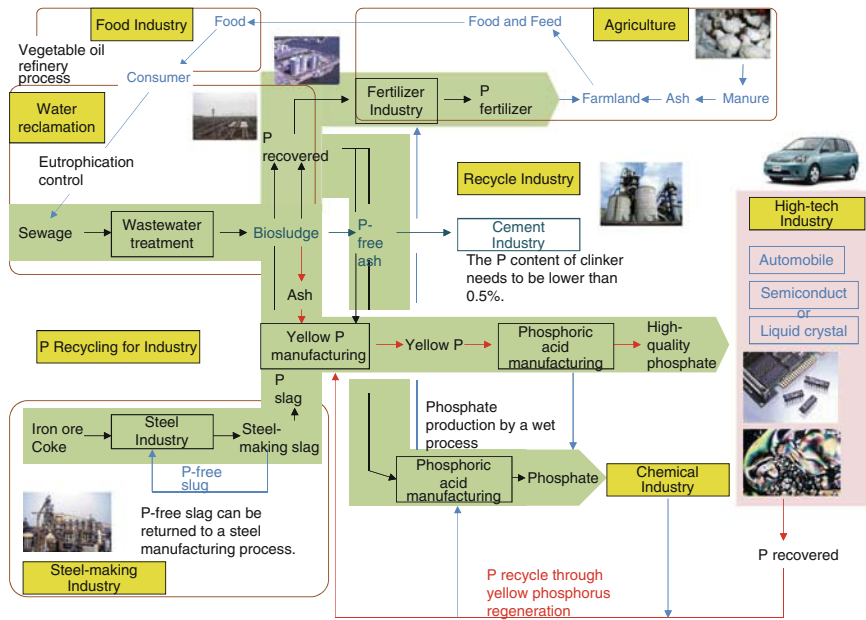 Food Industry
Food
Food and Feed
Agriculture
Vegetable oil
refinery
process
Consumer
Water
reclamation
Fertilizer
Industry
P
fertilizer
Farmland
Ash
Manure
Eutrophication
control
P
recovered
Recycle Industry
High-tech
Industry
Sewage
Wastewater
treatment
Biosludge
P-
free
ash
Cement
Industry
The P content of clinker
needs to be lower than
0.5%.
Automobile
Semiconduct
or
Liquid crystal
Ash
P Recycling for Industry
Yellow P
manufacturing
Yellow P
Phosphoric
acid
manufacturing
High-
quality
phosphate
P
slag
Iron ore
Coke
Steel
Industry
Steel-
making slag
Phosphate
production by a wet
process
P-free
slug
Phosphoric
acid
manufacturing
Phosphate
Chemical
Industry
P-free slag can be
returned to a steel
manufacturing process.
P recovered
Steel-making
Industry
P recycle through
yellow phosphorus
regeneration